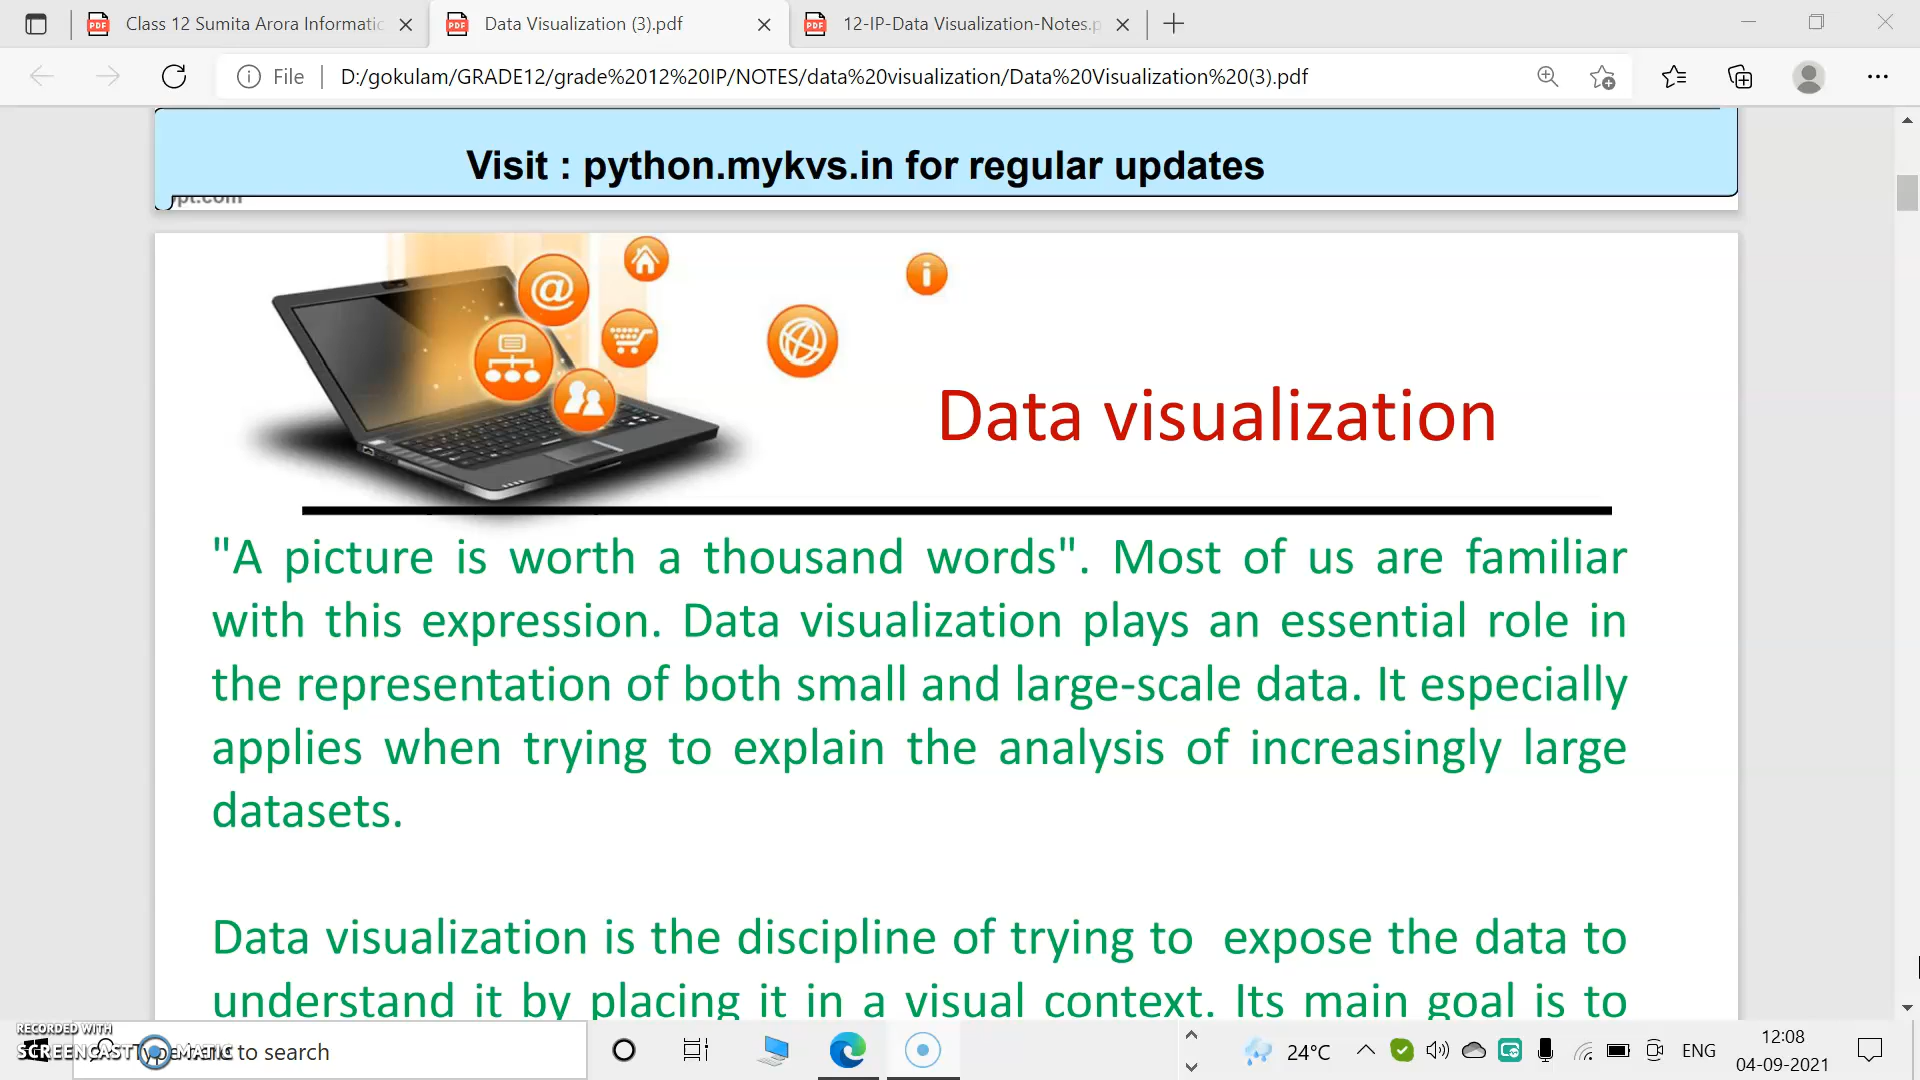 Class 12 Sumita Arora Informatic
Data Visualization (3).pdf
12-IP-Data Visualization-Notes.p
File
D:/gokulam/GRADE12/grade%2012%20IP/NOTES/data%20visualization/Data%20Visualization%20(3).pdf
Visit : python.mykvs.in for regular updates
pt.com
Data visualization
"A picture is worth a thousand words". Most of us are familiar
with this expression. Data visualization plays an essential role in
the representation of both small and large-scale data. It especially
applies when trying to explain the analysis of increasingly large
datasets.
Data visualization is the discipline of trying to expose the data to
understand it by placing it in a visual context. Its main goal is to
RECORDED WITH
SCREENCAST MATIC
to search
24°C
ENG
12:08
04-09-2021